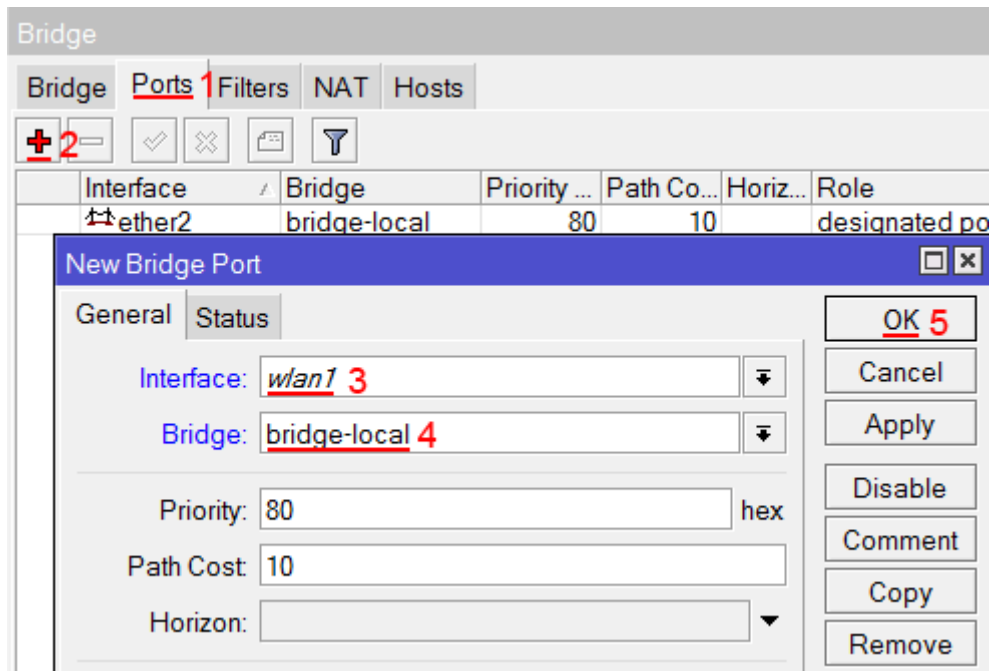 Bridge
Bridge Ports 1 Filters NAT Hosts
2
Interface Bridge Priority ... Path Co... Horiz... Role
ether2 bridge-local 80 10 designated po
New Bridge Port
General Status
OK 5
Interface: wlan1 3
Cancel
Bridge: bridge-local 4
Apply
Priority: 80 hex
Disable
Path Cost: 10
Comment
Copy
Horizon:
Remove